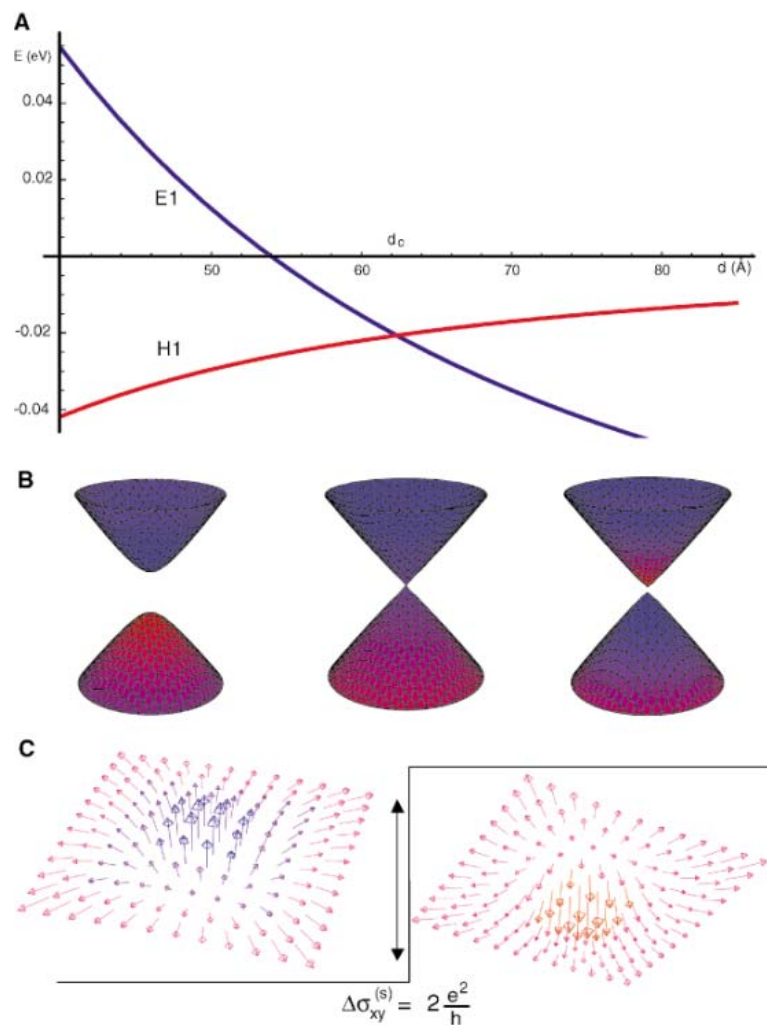 A
E (eV)
0.04
0.02
E1
d_c
50 60 70 80 d (Å)
-0.02
H1
-0.04
B
C
Δσ_xy^(s) = 2 e²/h